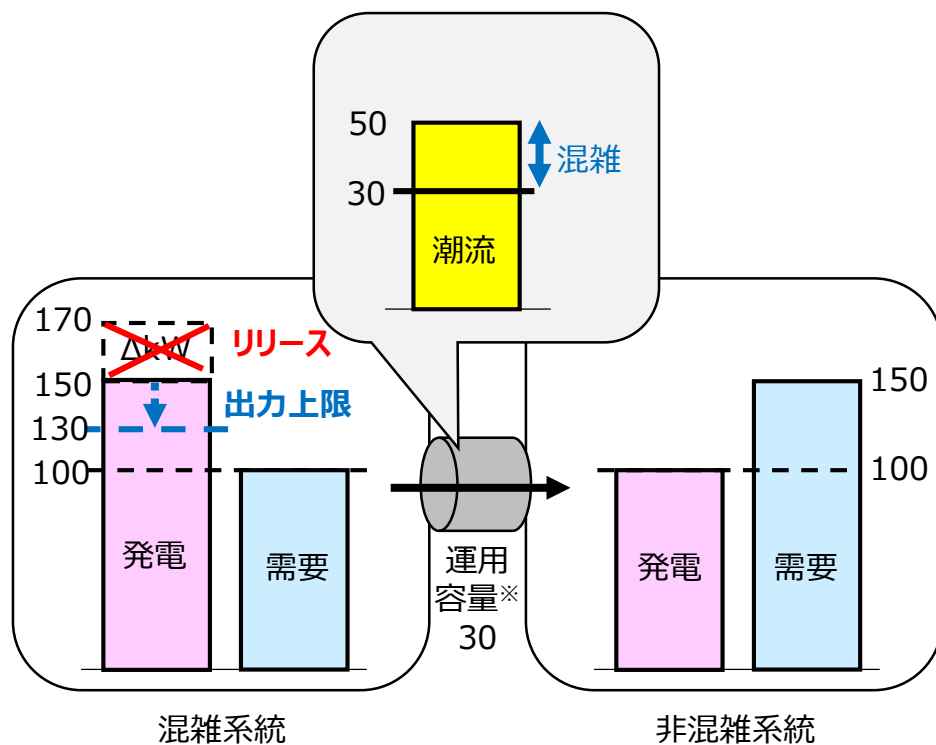 50
混雑
30
潮流
170
ΔkW
リリース
150
出力上限
130
100
発電
需要
運用
容量※
30
150
100
発電
需要
混雑系統
非混雑系統